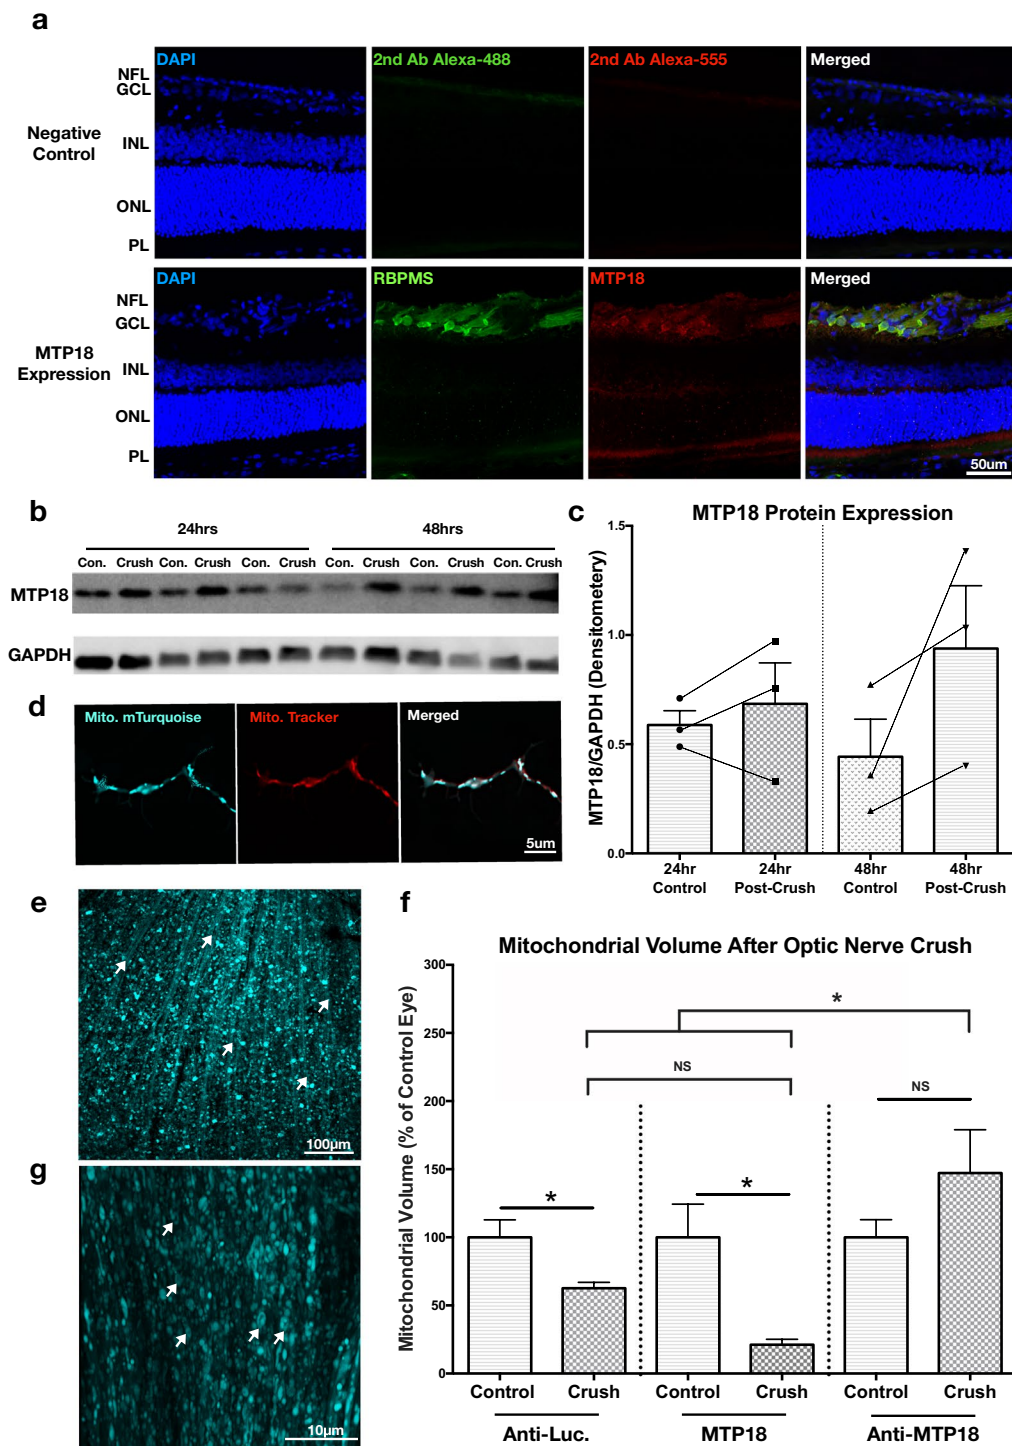 a
DAPI
2nd Ab Alexa-488
2nd Ab Alexa-555
Merged
NFL
GCL
Negative
Control
INL
ONL
PL
DAPI
RBPMS
MTP18
Merged
NFL
GCL
MTP18
Expression
INL
ONL
PL
50um
b
24hrs
48hrs
Con. Crush Con. Crush Con. Crush Con. Crush Con. Crush Con. Crush
MTP18
GAPDH
c
MTP18 Protein Expression
MTP18/GAPDH (Densitometery)
1.5
1.0
0.5
0.0
24hr
Control
24hr
Post-Crush
48hr
Control
48hr
Post-Crush
d
Mito. mTurquoise
Mito. Tracker
Merged
5um
e
100µm
f
Mitochondrial Volume After Optic Nerve Crush
Mitochondrial Volume (% of Control Eye)
300
250
200
150
100
50
0
*
NS
NS
*
*
Control
Crush
Control
Crush
Control
Crush
Anti-Luc.
MTP18
Anti-MTP18
g
10µm